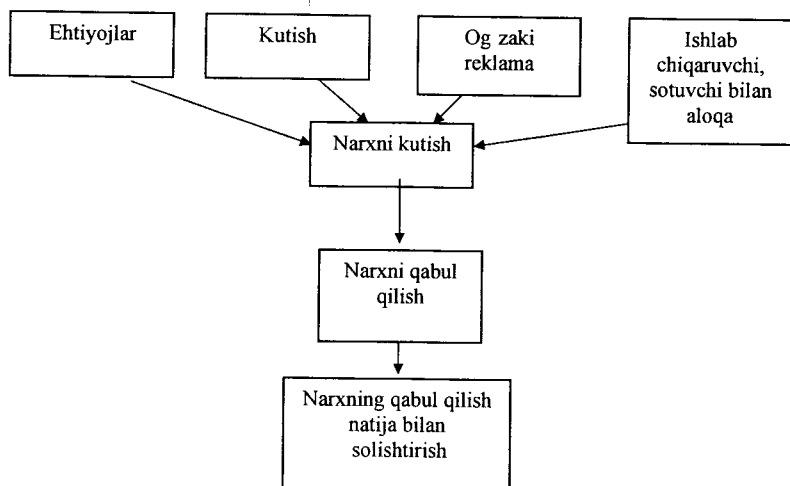 Ehtiyojlar
Kutish
Og zaki
reklama
Ishlab
chiqaruvchi,
sotuvchi bilan
aloqa
Narxni kutish
Narxni qabul
qilish
Narxning qabul qilish
natija bilan
solishtirish